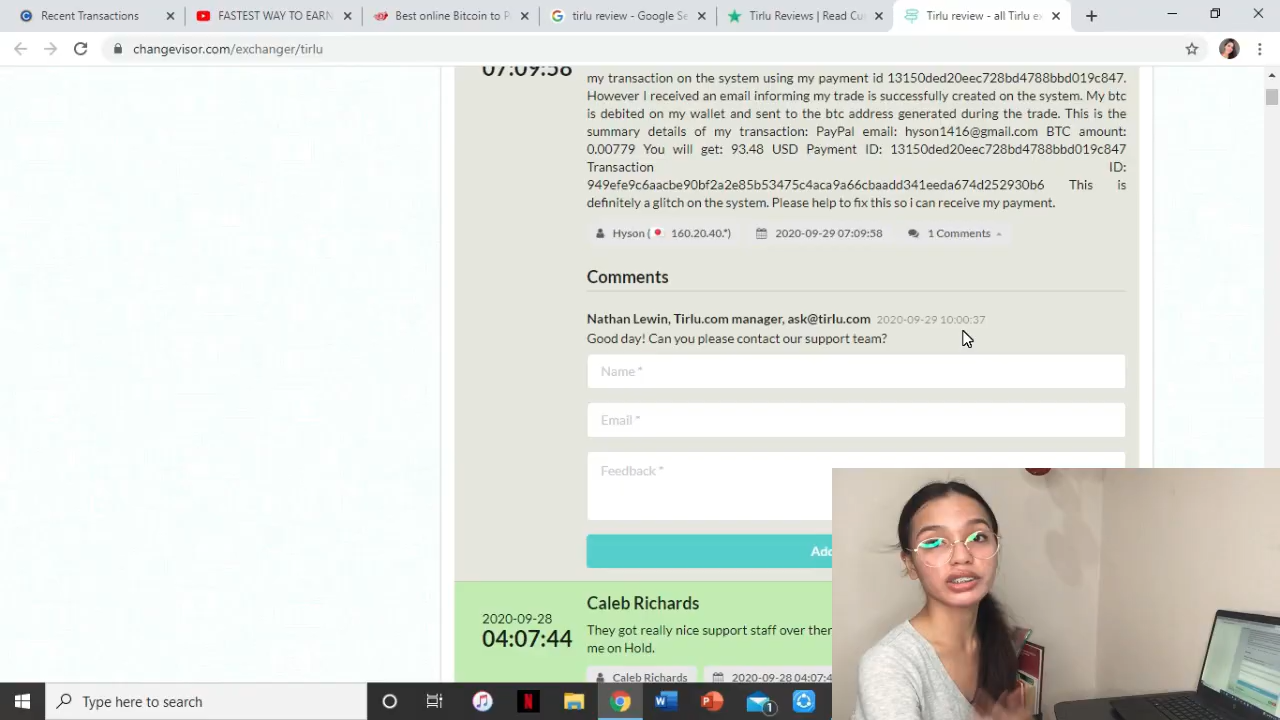 Recent Transactions
FASTEST WAY TO EARN
Best online Bitcoin to P
tirlu review - Google Se
Tirlu Reviews | Read Cu
Tirlu review - all Tirlu ex
changevisor.com/exchanger/tirlu
07:09:58
my transaction on the system using my payment id 13150ded20eec728bd4788bbd019c847.
However I received an email informing my trade is successfully created on the system. My btc
is debited on my wallet and sent to the btc address generated during the trade. This is the
summary details of my transaction: PayPal email: hyson1416@gmail.com BTC amount:
0.00779 You will get: 93.48 USD Payment ID: 13150ded20eec728bd4788bbd019c847
Transaction ID:
949efe9c6aacbe90bf2a2e85b53475c4aca9a66cbaadd341eeda674d252930b6 This is
definitely a glitch on the system. Please help to fix this so i can receive my payment.
Hyson ( 160.20.40.*) 2020-09-29 07:09:58 1 Comments
Comments
Nathan Lewin, Tirlu.com manager, ask@tirlu.com 2020-09-29 10:00:37
Good day! Can you please contact our support team?
Name *
Email *
Feedback *
Add
2020-09-28
04:07:44
Caleb Richards
They got really nice support staff over ther
me on Hold.
Caleb Richards 2020-09-28 04:07:4
Type here to search
1